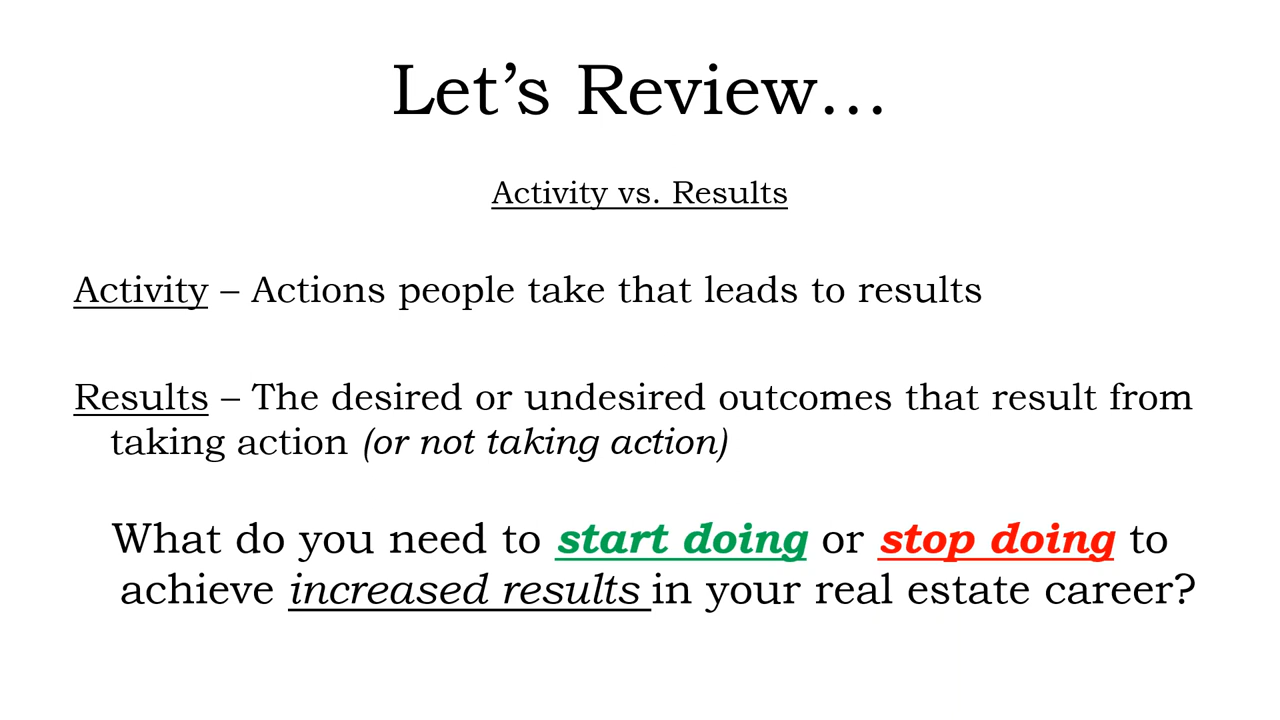 Let’s Review…
Activity vs. Results
Activity – Actions people take that leads to results
Results – The desired or undesired outcomes that result from
taking action (or not taking action)
What do you need to start doing or stop doing to
achieve increased results in your real estate career?